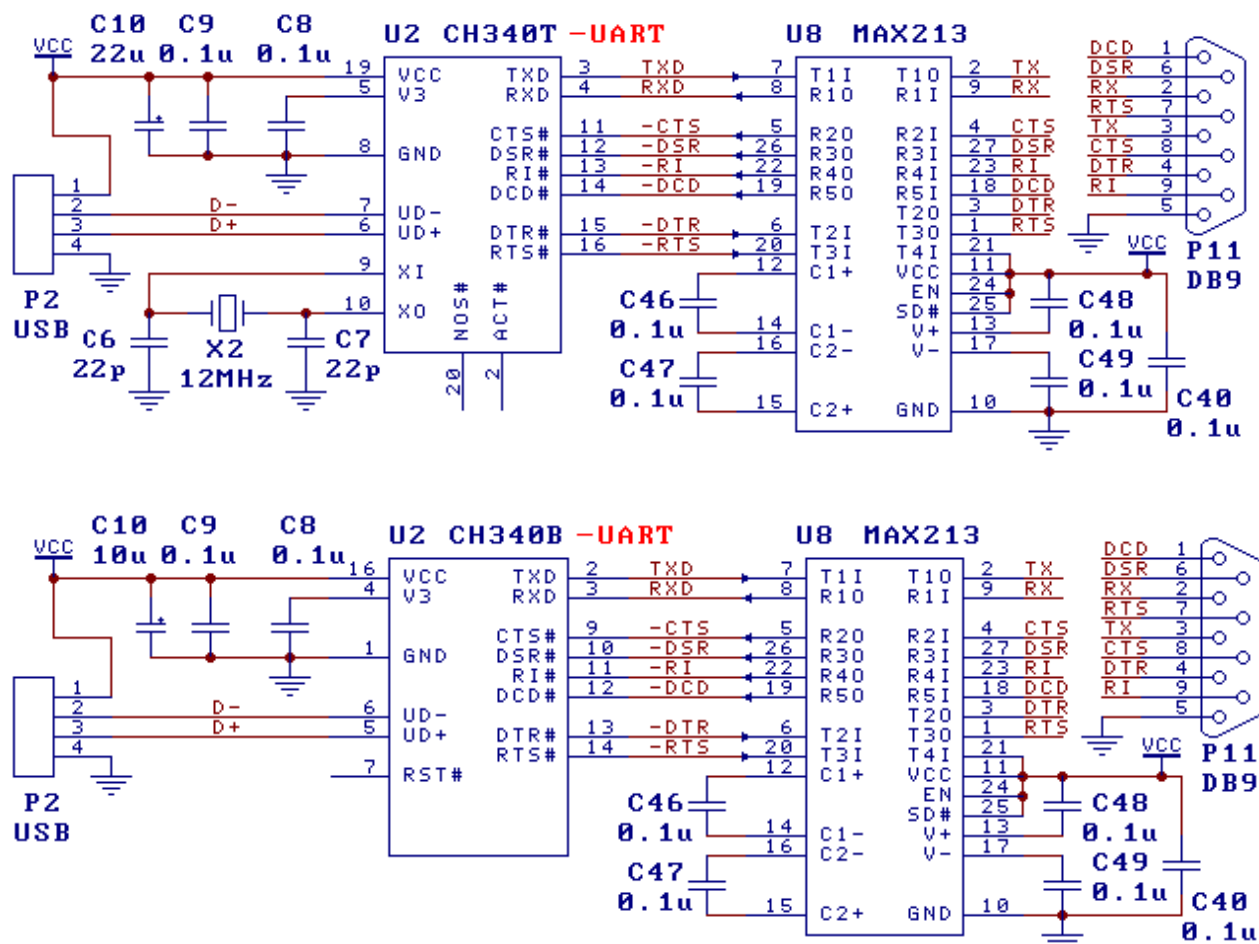 C10 C9 C8
VCC 22u 0.1u 0.1u
U2 CH340T -UART
U8 MAX213
19 VCC TXD 3 TXD 7 T1I T1O 2 TX
5 V3 RXD 4 RXD 8 R1O R1I 9 RX
CTS# 11 -CTS 5 R2O R2I 4 CTS
8 GND DSR# 12 -DSR 26 R3O R3I 27 DSR
RI# 13 -RI 22 R4O R4I 23 RI
DCD# 14 -DCD 19 R5O R5I 18 DCD
T2O 3 DTR
DTR# 15 -DTR 6 T2I T3O 1 RTS
RTS# 16 -RTS 20 T3I T4I 21
12 C1+ VCC 11
EN 24
SD# 25
14 C1- V+ 13
16 C2- V- 17
15 C2+ GND 10
1
2 D- 7 UD-
3 D+ 6 UD+
4
P2
USB
9 XI
10 XO
NOS# ACT#
20 2
C6 X2 C7
22p 12MHz 22p
C46
0.1u
C47
0.1u
C48
0.1u
C49
0.1u
C40
0.1u
VCC
DCD 1
DSR 6
RX 2
RTS 7
TX 3
CTS 8
DTR 4
RI 9
5
P11
DB9
C10 C9 C8
VCC 10u 0.1u 0.1u
U2 CH340B -UART
U8 MAX213
16 VCC TXD 2 TXD 7 T1I T1O 2 TX
4 V3 RXD 3 RXD 8 R1O R1I 9 RX
CTS# 9 -CTS 5 R2O R2I 4 CTS
1 GND DSR# 10 -DSR 26 R3O R3I 27 DSR
RI# 11 -RI 22 R4O R4I 23 RI
DCD# 12 -DCD 19 R5O R5I 18 DCD
T2O 3 DTR
DTR# 13 -DTR 6 T2I T3O 1 RTS
RTS# 14 -RTS 20 T3I T4I 21
12 C1+ VCC 11
EN 24
SD# 25
14 C1- V+ 13
16 C2- V- 17
15 C2+ GND 10
1
2 D- 6 UD-
3 D+ 5 UD+
4
7 RST#
P2
USB
C46
0.1u
C47
0.1u
C48
0.1u
C49
0.1u
C40
0.1u
VCC
DCD 1
DSR 6
RX 2
RTS 7
TX 3
CTS 8
DTR 4
RI 9
5
P11
DB9